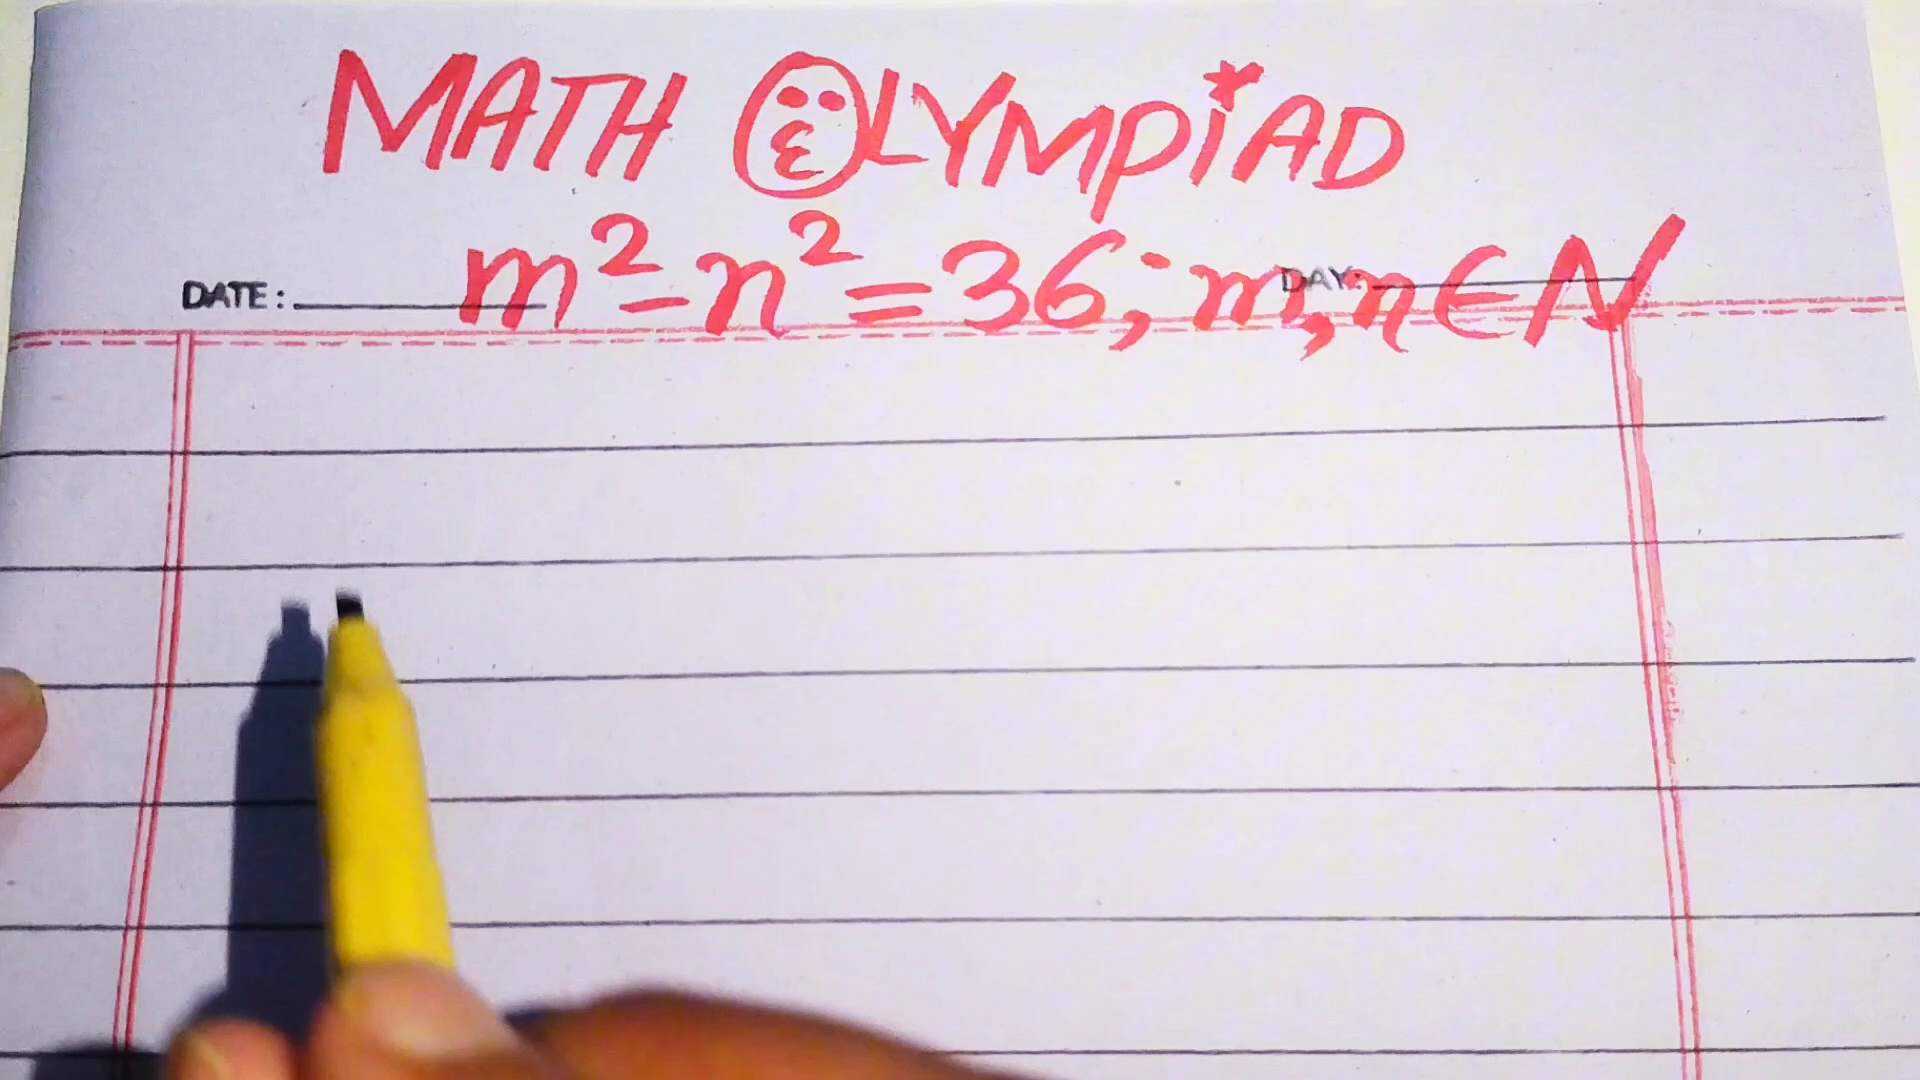 MATH OLYMPiAD
m² - n² = 36; m, n ∈ N
DATE: DAY: